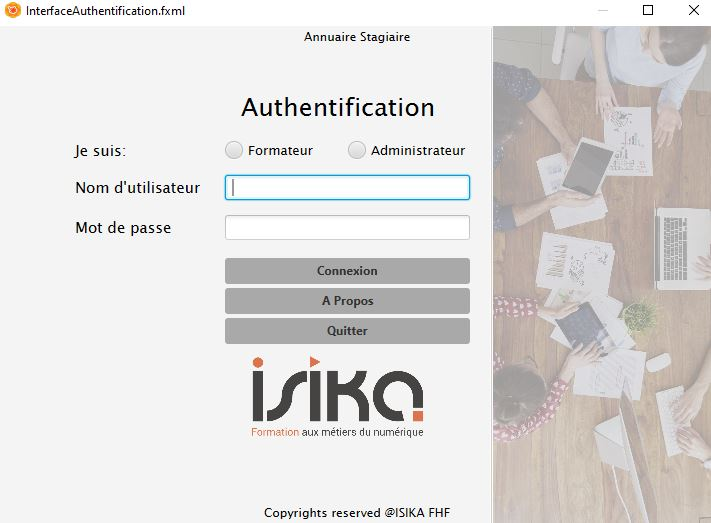 InterfaceAuthentification.fxml
Annuaire Stagiaire
Authentification
Je suis: Formateur Administrateur
Nom d'utilisateur
Mot de passe
Connexion
A Propos
Quitter
isika
Formation aux métiers du numérique
Copyrights reserved @ISIKA FHF